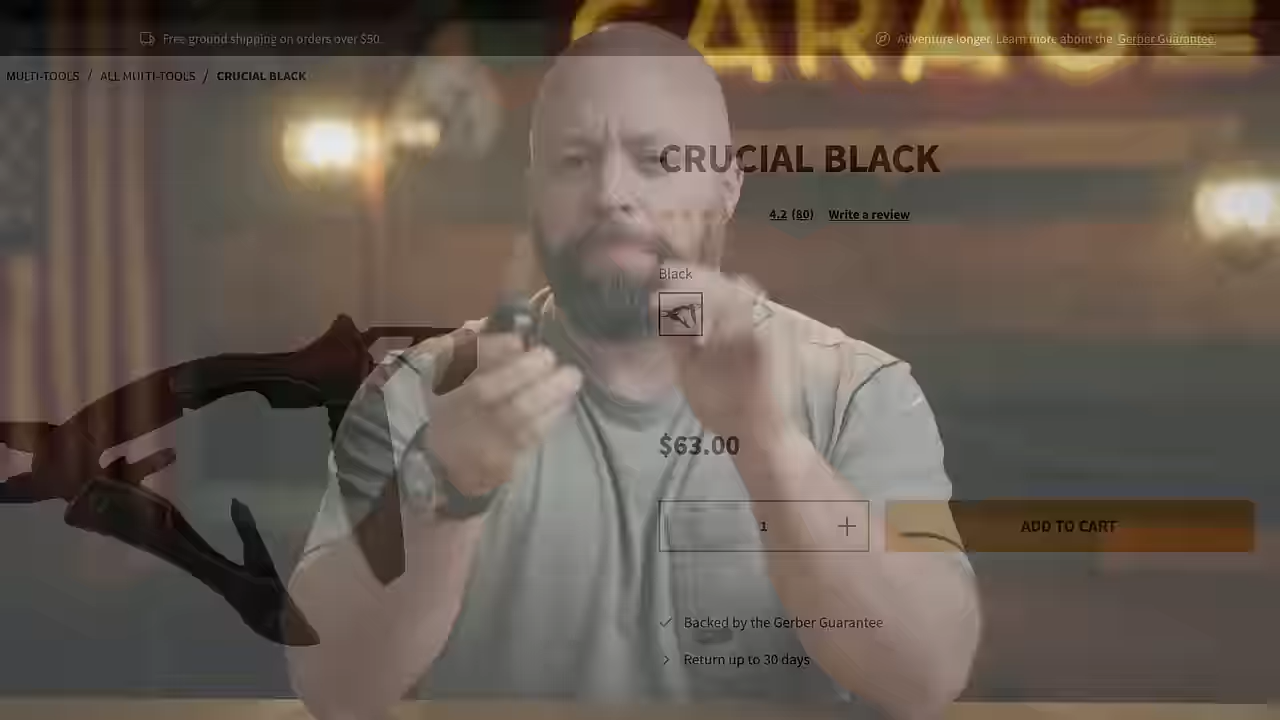 GARAGE
Free ground shipping on orders over $50.
Adventure longer. Learn more about the Gerber Guarantee.
MULTI-TOOLS / ALL MUTI-TOOLS / CRUCIAL BLACK
CRUCIAL BLACK
4.2 (80) Write a review
Black
$63.00
1 +
ADD TO CART
Backed by the Gerber Guarantee
Return up to 30 days